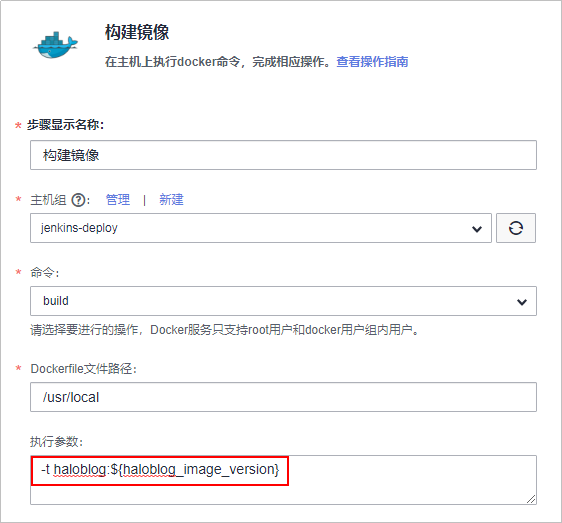 构建镜像
在主机上执行docker命令，完成相应操作。查看操作指南
* 步骤显示名称：
构建镜像
* 主机组 ?： 管理 | 新建
jenkins-deploy
* 命令：
build
请选择要进行的操作，Docker服务只支持root用户和docker用户组内用户。
* Dockerfile文件路径：
/usr/local
执行参数：
-t haloblog:${haloblog_image_version}